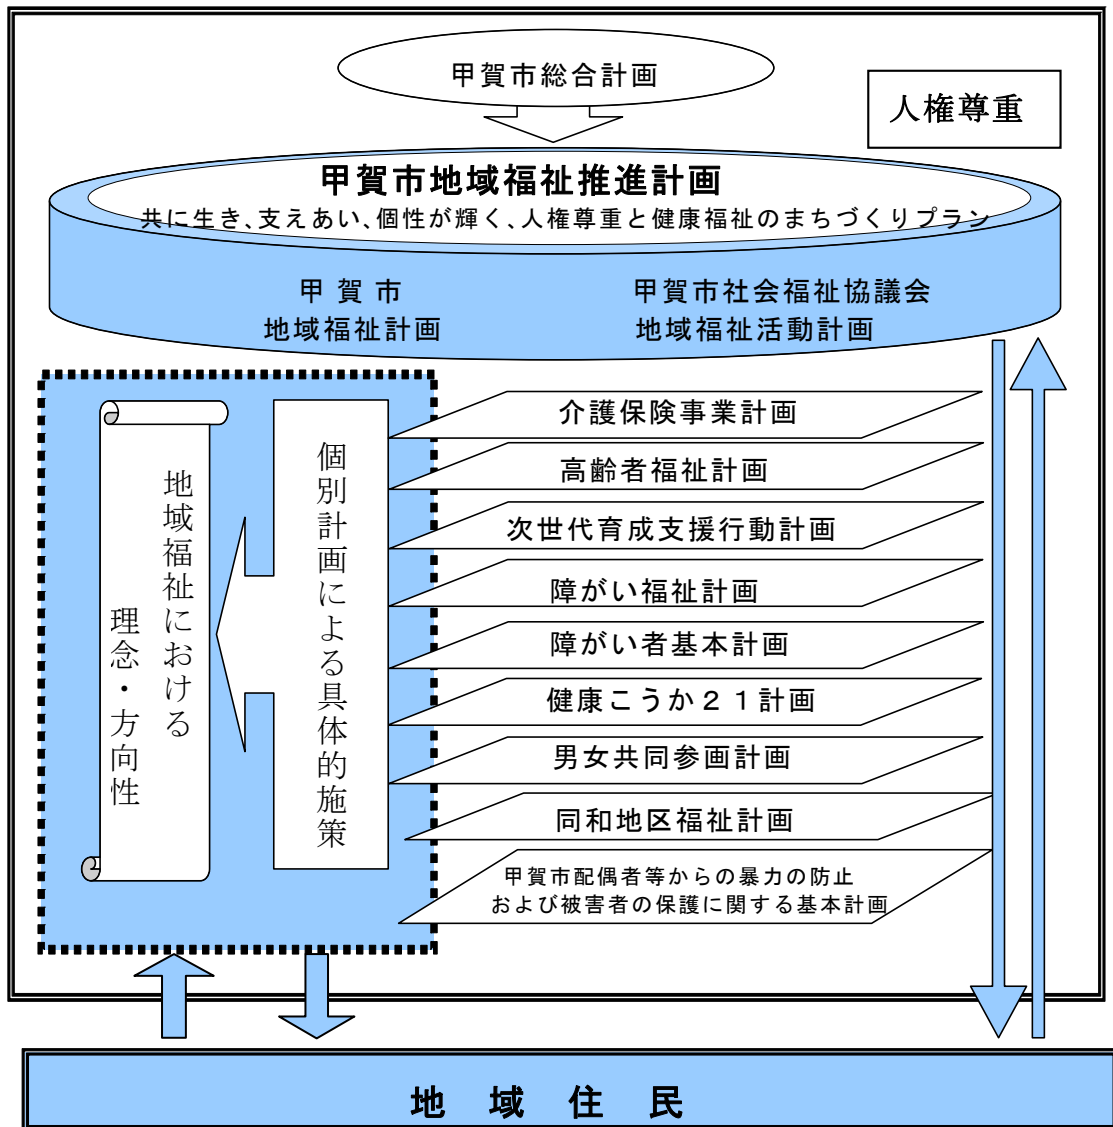 甲賀市総合計画
人権尊重
甲賀市地域福祉推進計画
共に生き、支えあい、個性が輝く、人権尊重と健康福祉のまちづくりプラン
甲賀市
地域福祉計画
甲賀市社会福祉協議会
地域福祉活動計画
地域福祉における
理念・方向性
個別計画による具体的施策
介護保険事業計画
高齢者福祉計画
次世代育成支援行動計画
障がい福祉計画
障がい者基本計画
健康こうか２１計画
男女共同参画計画
同和地区福祉計画
甲賀市配偶者等からの暴力の防止
および被害者の保護に関する基本計画
地域住民